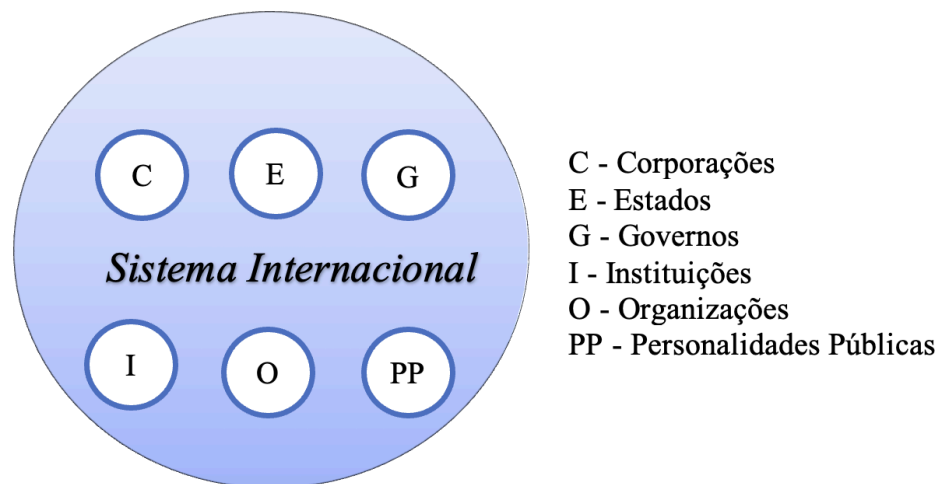 C E G
Sistema Internacional
I O PP
C - Corporações
E - Estados
G - Governos
I - Instituições
O - Organizações
PP - Personalidades Públicas